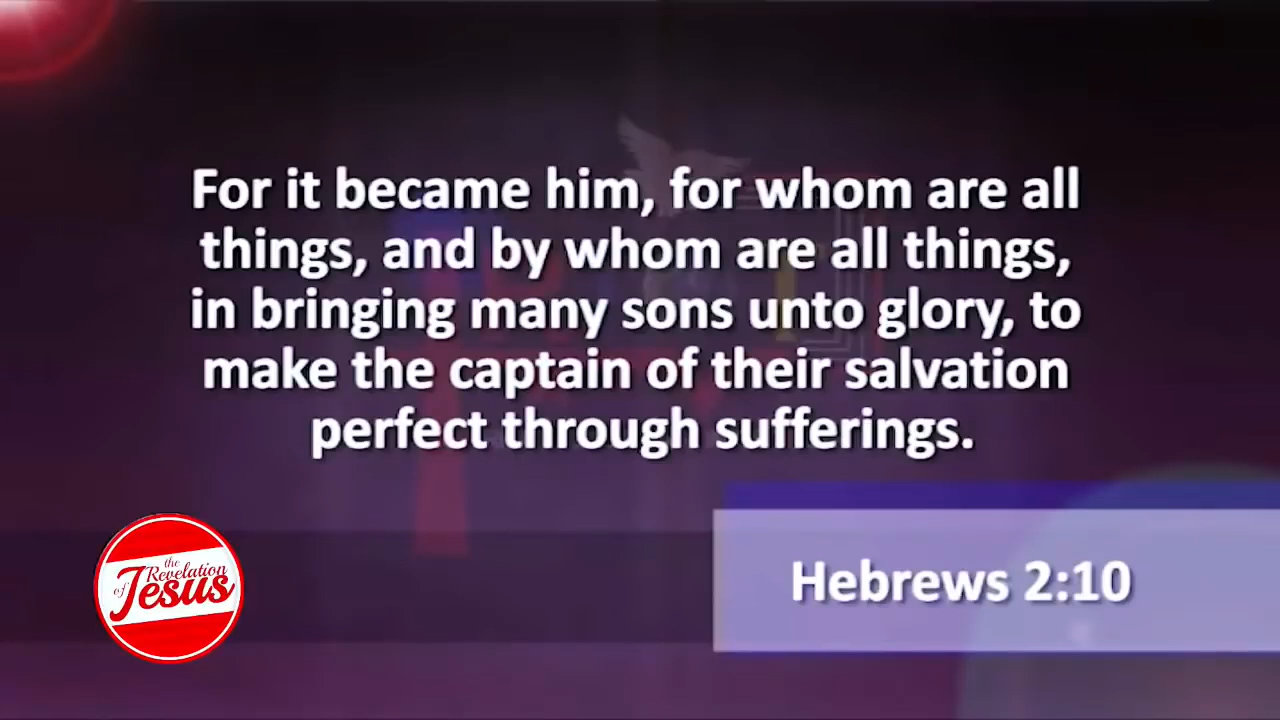 For it became him, for whom are all
things, and by whom are all things,
in bringing many sons unto glory, to
make the captain of their salvation
perfect through sufferings.
the
Revelation
of
Jesus
Hebrews 2:10